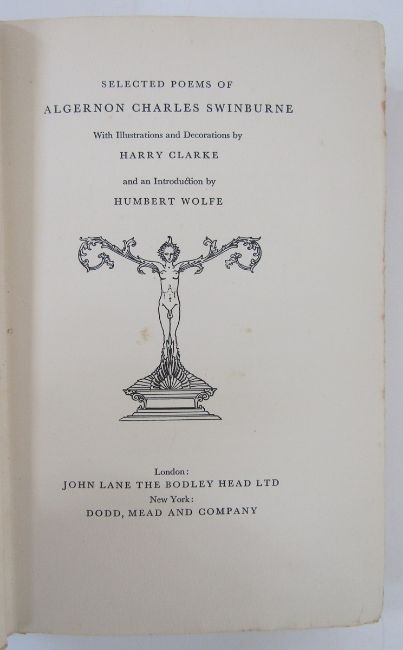 SELECTED POEMS OF
ALGERNON CHARLES SWINBURNE
With Illustrations and Decorations by
HARRY CLARKE
and an Introduction by
HUMBERT WOLFE
London:
JOHN LANE THE BODLEY HEAD LTD
New York:
DODD, MEAD AND COMPANY